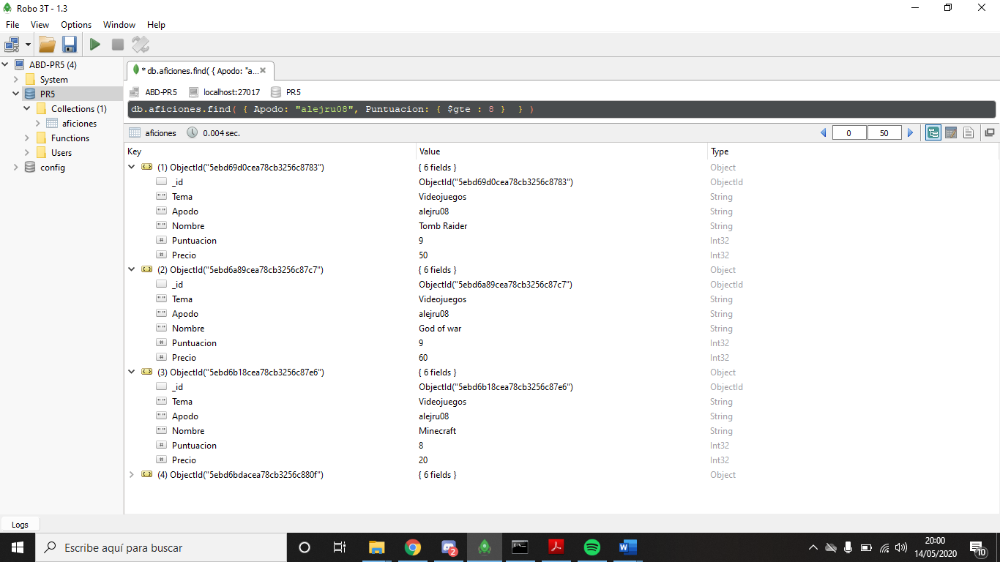 Robo 3T - 1.3
File View Options Window Help
ABD-PR5 (4)
System
PR5
Collections (1)
aficiones
Functions
Users
config
* db.aficiones.find( { Apodo: "a...
ABD-PR5 localhost:27017 PR5
db.aficiones.find( { Apodo: "alejru08", Puntuacion: { $gte : 8 } } )
aficiones 0.004 sec. 0 50
Key Value Type
(1) ObjectId("5ebd69d0cea78cb3256c8783") { 6 fields } Object
_id ObjectId("5ebd69d0cea78cb3256c8783") ObjectId
Tema Videojuegos String
Apodo alejru08 String
Nombre Tomb Raider String
Puntuacion 9 Int32
Precio 50 Int32
(2) ObjectId("5ebd6a89cea78cb3256c87c7") { 6 fields } Object
_id ObjectId("5ebd6a89cea78cb3256c87c7") ObjectId
Tema Videojuegos String
Apodo alejru08 String
Nombre God of war String
Puntuacion 9 Int32
Precio 60 Int32
(3) ObjectId("5ebd6b18cea78cb3256c87e6") { 6 fields } Object
_id ObjectId("5ebd6b18cea78cb3256c87e6") ObjectId
Tema Videojuegos String
Apodo alejru08 String
Nombre Minecraft String
Puntuacion 8 Int32
Precio 20 Int32
(4) ObjectId("5ebd6bdacea78cb3256c880f") { 6 fields } Object
Logs
Escribe aquí para buscar
2
20:00
14/05/2020
10